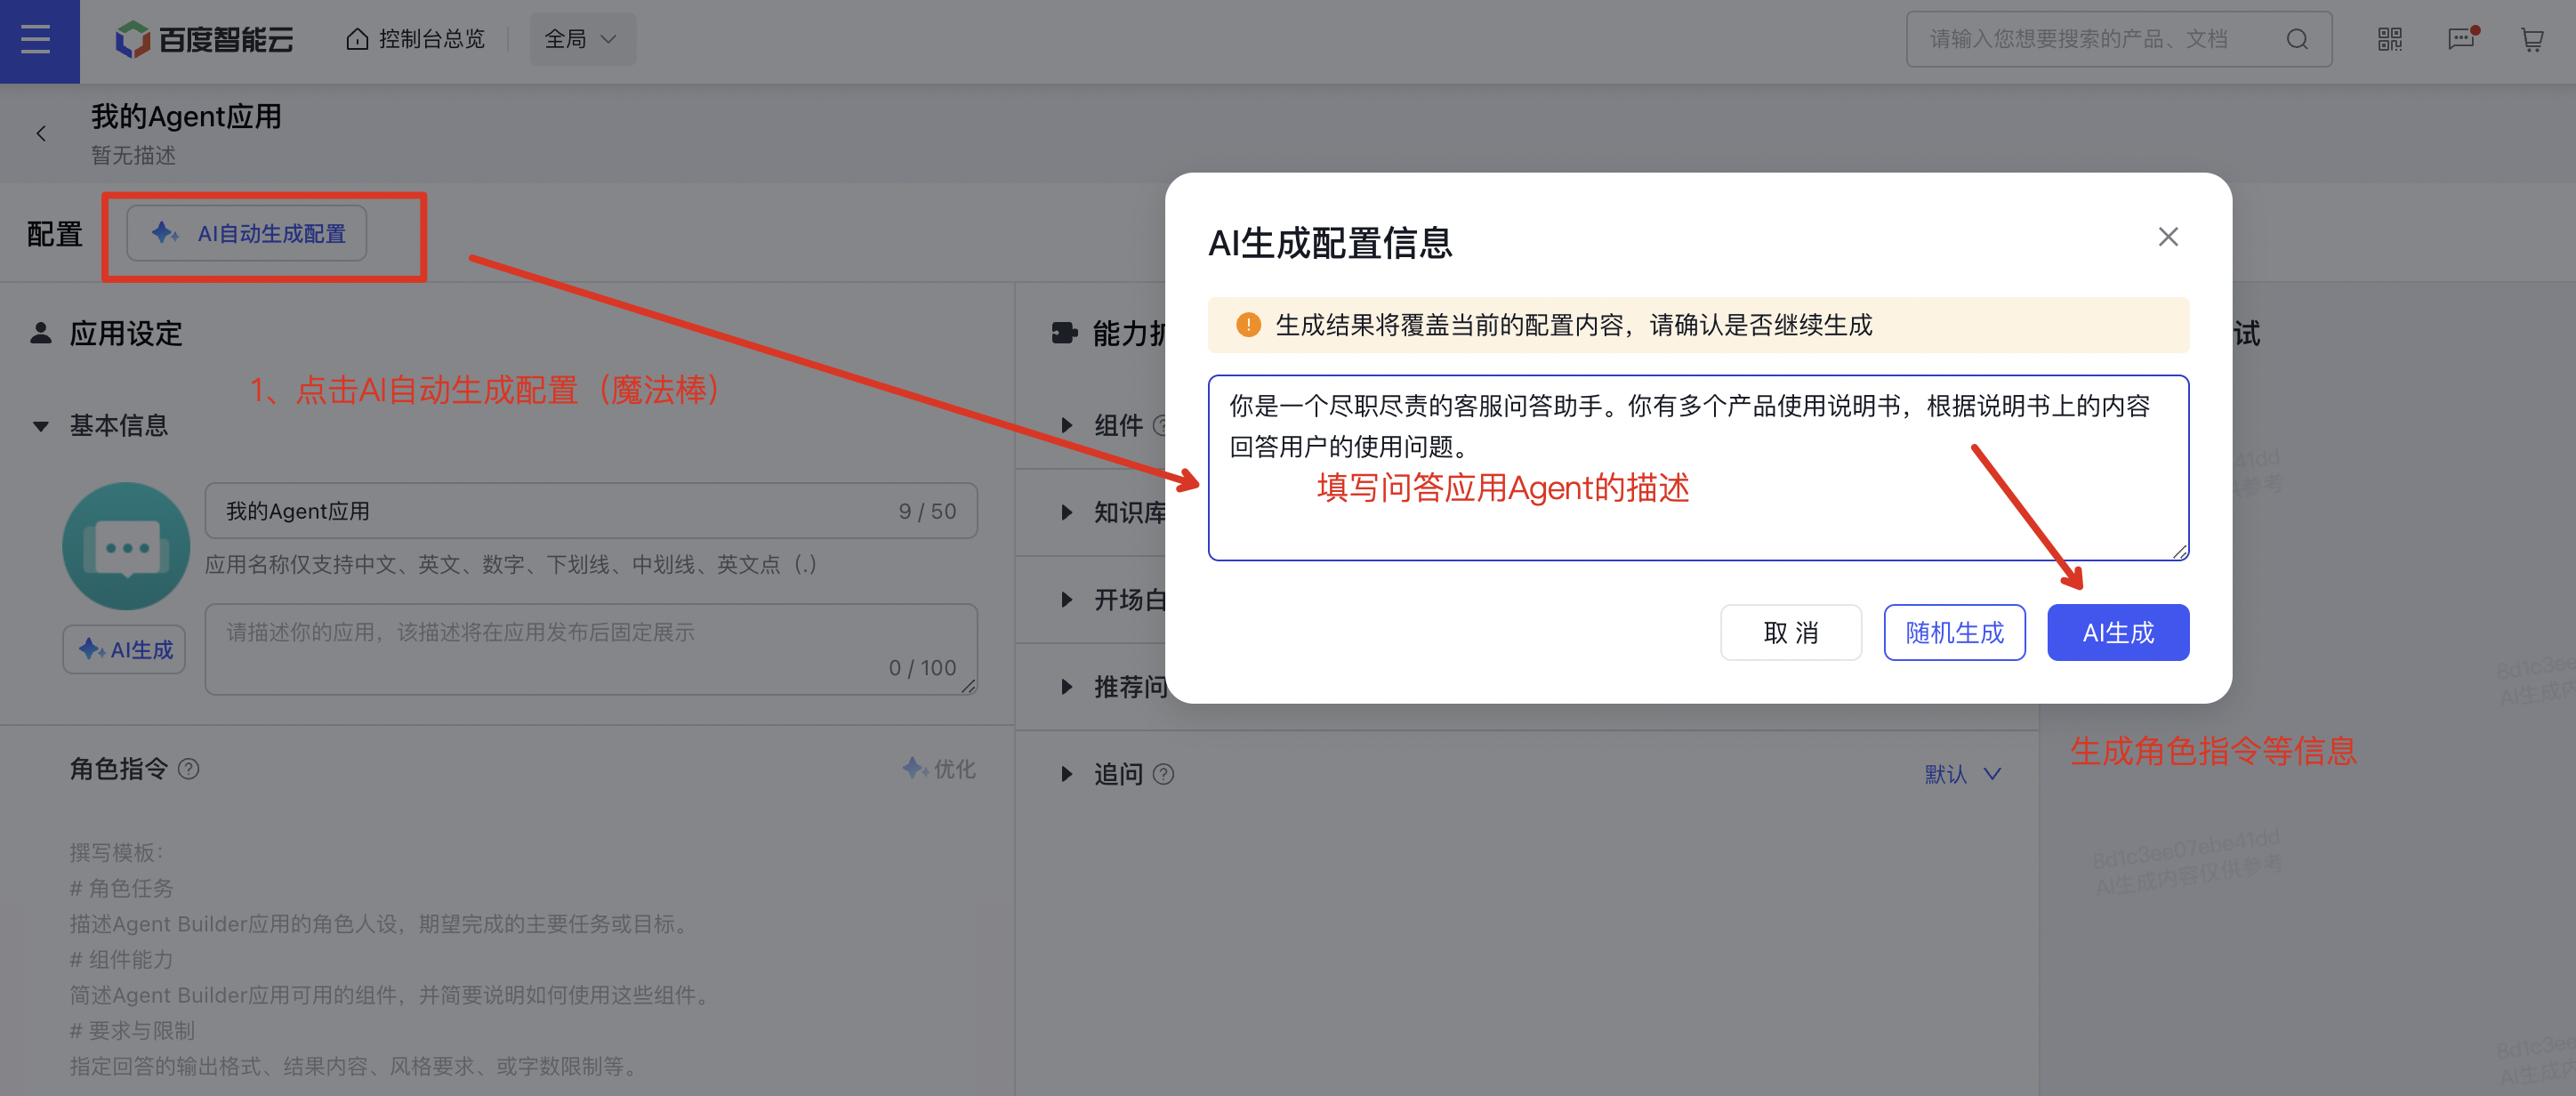 百度智能云
控制台总览
全局
请输入您想要搜索的产品、文档
我的Agent应用
暂无描述
配置
AI自动生成配置
应用设定
1、点击AI自动生成配置（魔法棒）
基本信息
我的Agent应用
9 / 50
应用名称仅支持中文、英文、数字、下划线、中划线、英文点（.）
请描述你的应用，该描述将在应用发布后固定展示
0 / 100
AI生成
角色指令
优化
撰写模板：
# 角色任务
描述Agent Builder应用的角色人设，期望完成的主要任务或目标。
# 组件能力
简述Agent Builder应用可用的组件，并简要说明如何使用这些组件。
# 要求与限制
指定回答的输出格式、结果内容、风格要求、或字数限制等。
能力扩
组件
知识库
开场白
推荐问
追问
默认
AI生成配置信息
生成结果将覆盖当前的配置内容，请确认是否继续生成
你是一个尽职尽责的客服问答助手。你有多个产品使用说明书，根据说明书上的内容
回答用户的使用问题。
填写问答应用Agent的描述
取 消
随机生成
AI生成
试
41dd
供参考
8d1c3ee
AI生成内
生成角色指令等信息
8d1c3ee07ebe41dd
AI生成内容仅供参考
8d1c3ee
AI生成内